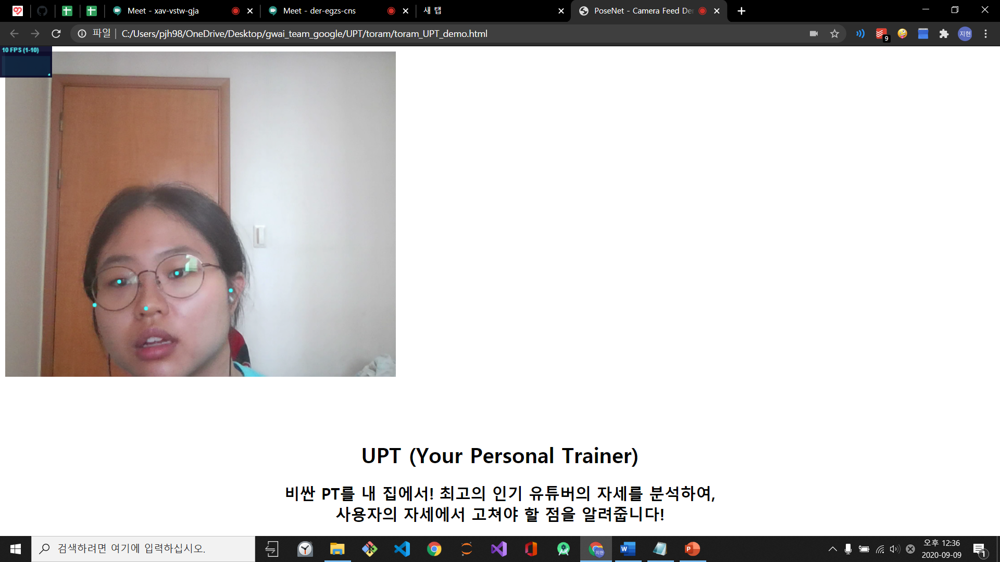 Meet - xav-vstw-gja
Meet - der-egzs-cns
새 탭
PoseNet - Camera Feed De
파일 | C:/Users/pjh98/OneDrive/Desktop/gwai_team_google/UPT/toram/toram_UPT_demo.html
9
지현
10 FPS (1-10)
UPT (Your Personal Trainer)
비싼 PT를 내 집에서! 최고의 인기 유튜버의 자세를 분석하여,
사용자의 자세에서 고쳐야 할 점을 알려줍니다!
검색하려면 여기에 입력하십시오.
지현
오후 12:36
2020-09-09
1